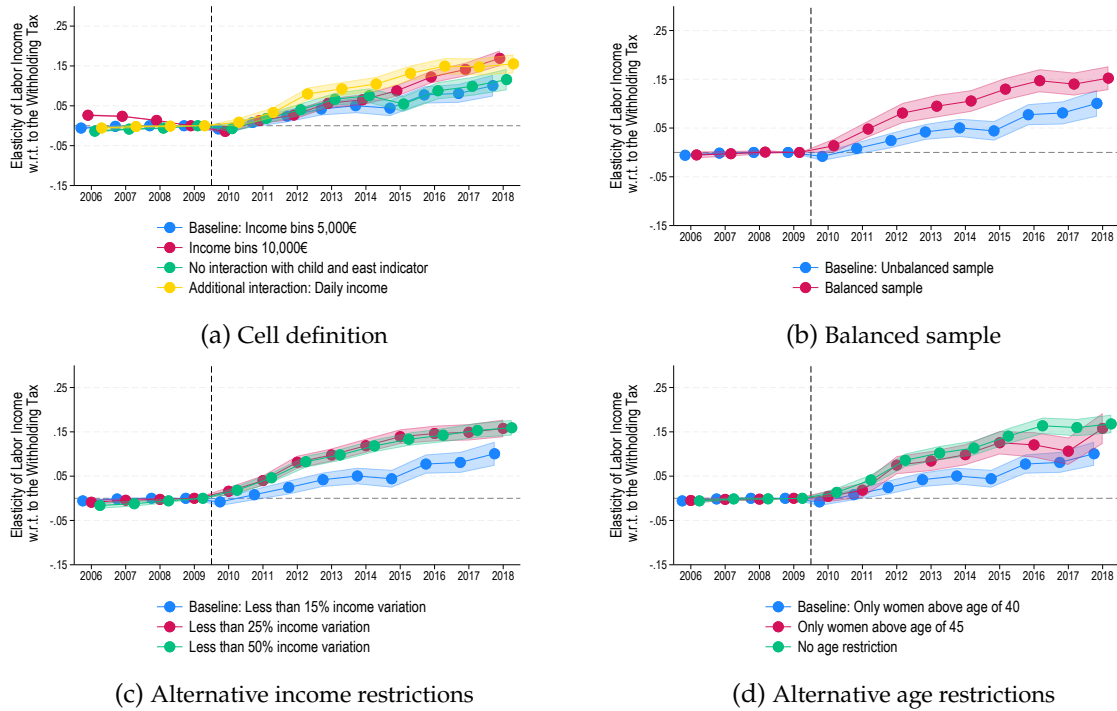 Elasticity of Labor Income
w.r.t. to the Withholding Tax
.25
.15
.05
-.05
-.15
2006 2007 2008 2009 2010 2011 2012 2013 2014 2015 2016 2017 2018
Baseline: Income bins 5,000€
Income bins 10,000€
No interaction with child and east indicator
Additional interaction: Daily income
(a) Cell definition
Elasticity of Labor Income
w.r.t. to the Withholding Tax
.25
.15
.05
-.05
-.15
2006 2007 2008 2009 2010 2011 2012 2013 2014 2015 2016 2017 2018
Baseline: Unbalanced sample
Balanced sample
(b) Balanced sample
Elasticity of Labor Income
w.r.t. to the Withholding Tax
.25
.15
.05
-.05
-.15
2006 2007 2008 2009 2010 2011 2012 2013 2014 2015 2016 2017 2018
Baseline: Less than 15% income variation
Less than 25% income variation
Less than 50% income variation
(c) Alternative income restrictions
Elasticity of Labor Income
w.r.t. to the Withholding Tax
.25
.15
.05
-.05
-.15
2006 2007 2008 2009 2010 2011 2012 2013 2014 2015 2016 2017 2018
Baseline: Only women above age of 40
Only women above age of 45
No age restriction
(d) Alternative age restrictions